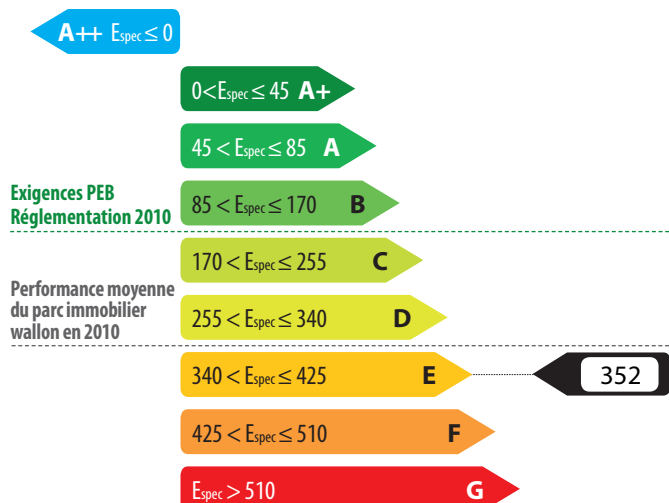 A++ Espec ≤ 0
0<Espec ≤ 45 A+
45 < Espec ≤ 85 A
Exigences PEB
Réglementation 2010
85 < Espec ≤ 170 B
170 < Espec ≤ 255 C
Performance moyenne
du parc immobilier
wallon en 2010
255 < Espec ≤ 340 D
340 < Espec ≤ 425 E
352
425 < Espec ≤ 510 F
Espec > 510 G